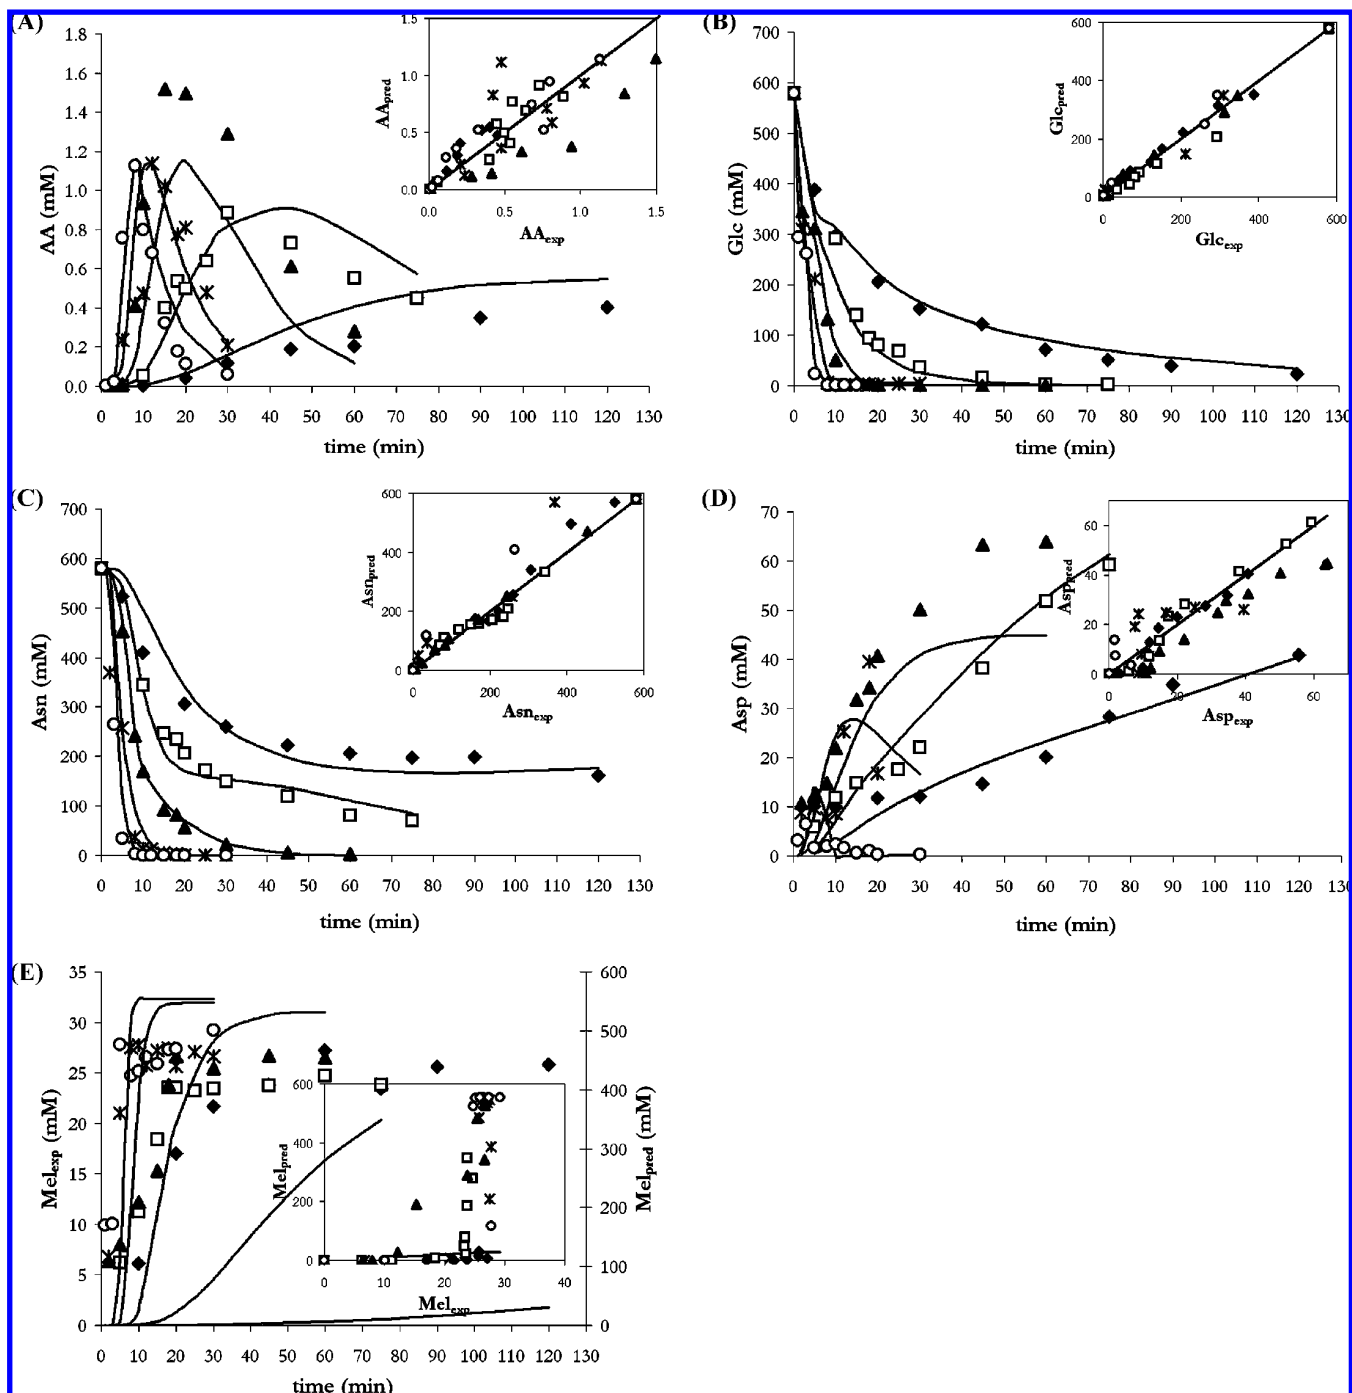 (A)
1.8
1.6
1.4
1.2
1.0
0.8
0.6
0.4
0.2
0.0
AA (mM)
0 10 20 30 40 50 60 70 80 90 100 110 120 130
time (min)
1.5
1.0
0.5
0.0
AApred
0.0 0.5 1.0 1.5
AAexp
(B)
700
600
500
400
300
200
100
0
Glc (mM)
0 10 20 30 40 50 60 70 80 90 100 110 120 130
time (min)
600
400
200
0
Glcpred
0 200 400 600
Glcexp
(C)
700
600
500
400
300
200
100
0
Asn (mM)
0 10 20 30 40 50 60 70 80 90 100 110 120 130
time (min)
600
400
200
0
Asnpred
0 200 400 600
Asnexp
(D)
70
60
50
40
30
20
10
0
Asp (mM)
0 10 20 30 40 50 60 70 80 90 100 110 120 130
time (min)
60
40
20
0
Asppred
0 20 40 60
Aspexp
(E)
35
30
25
20
15
10
5
0
Melexp (mM)
600
500
400
300
200
100
0
Melpred (mM)
0 10 20 30 40 50 60 70 80 90 100 110 120 130
time (min)
600
400
200
0
Melpred
0 10 20 30 40
Melexp